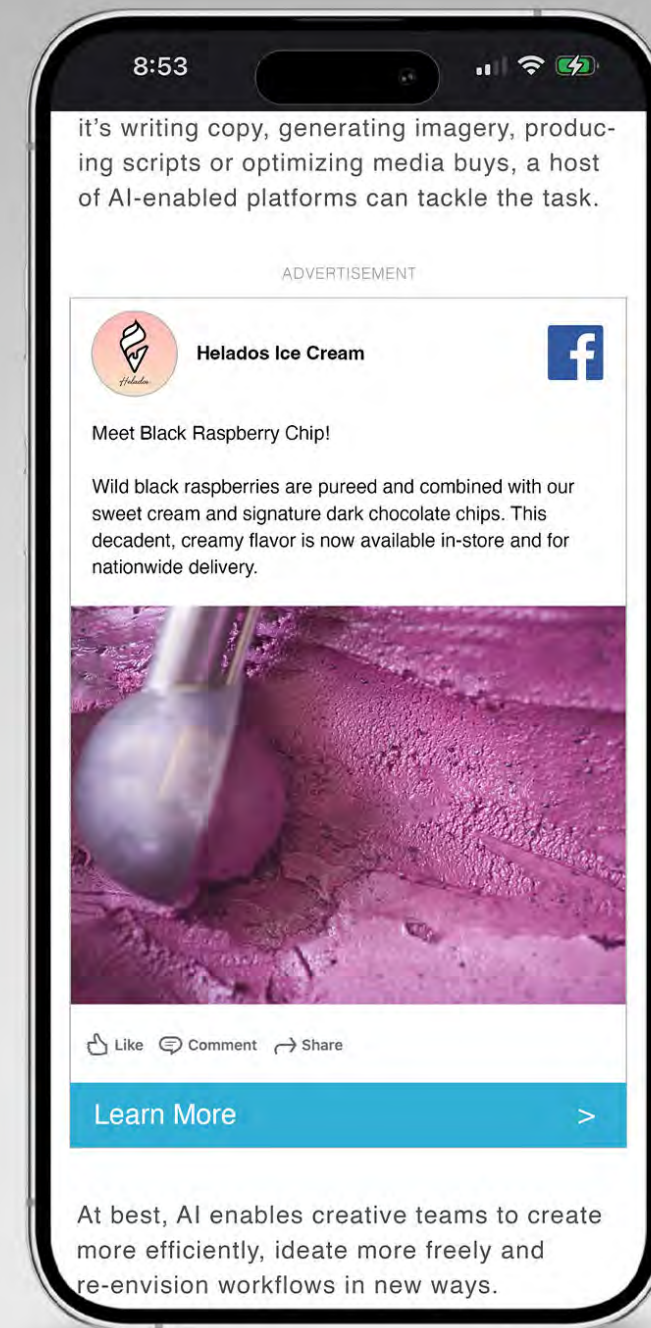 8:53
it’s writing copy, generating imagery, produc-
ing scripts or optimizing media buys, a host
of AI-enabled platforms can tackle the task.
ADVERTISEMENT
Helados
Helados Ice Cream
f
Meet Black Raspberry Chip!
Wild black raspberries are pureed and combined with our
sweet cream and signature dark chocolate chips. This
decadent, creamy flavor is now available in-store and for
nationwide delivery.
Like Comment Share
Learn More >
At best, AI enables creative teams to create
more efficiently, ideate more freely and
re-envision workflows in new ways.